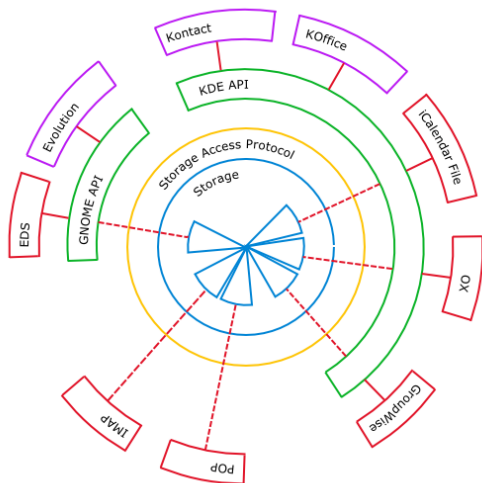 Kontact
KOffice
KDE API
Evolution
iCalendar File
Storage Access Protocol
Storage
GNOME API
EDS
OX
GroupWise
IMAP
POP